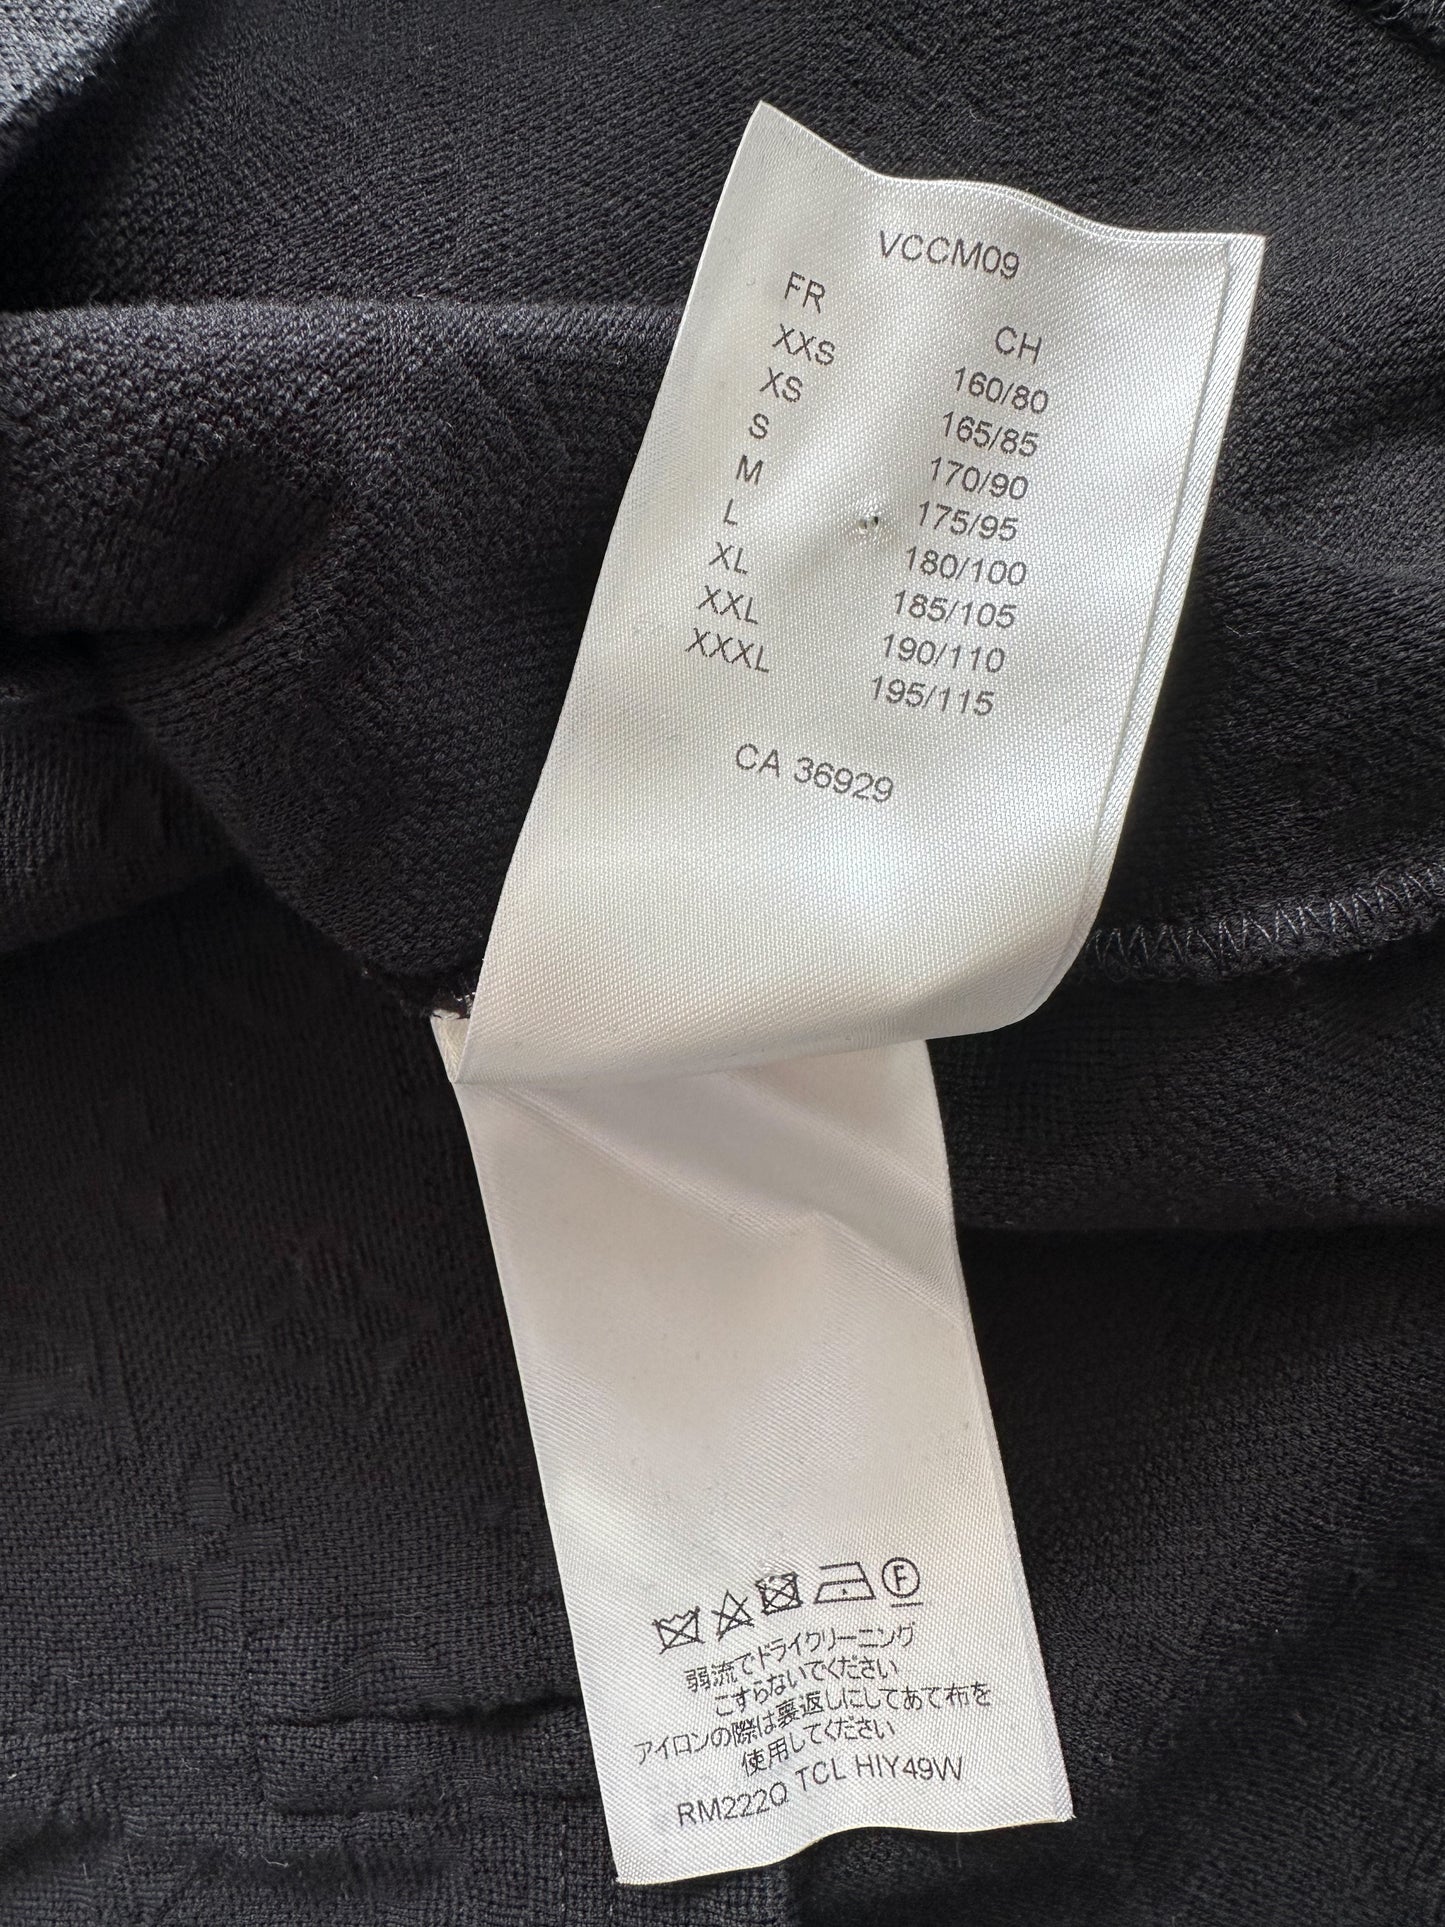 VCCM09
FR CH
XXS 160/80
XS 165/85
S 170/90
M 175/95
L 180/100
XL 185/105
XXL 190/110
XXXL 195/115
CA 36929
F
弱流でドライクリーニング
こすらないでください
アイロンの際は裏返しにしてあて布を
使用してください
RM222Q TCL HIY49W